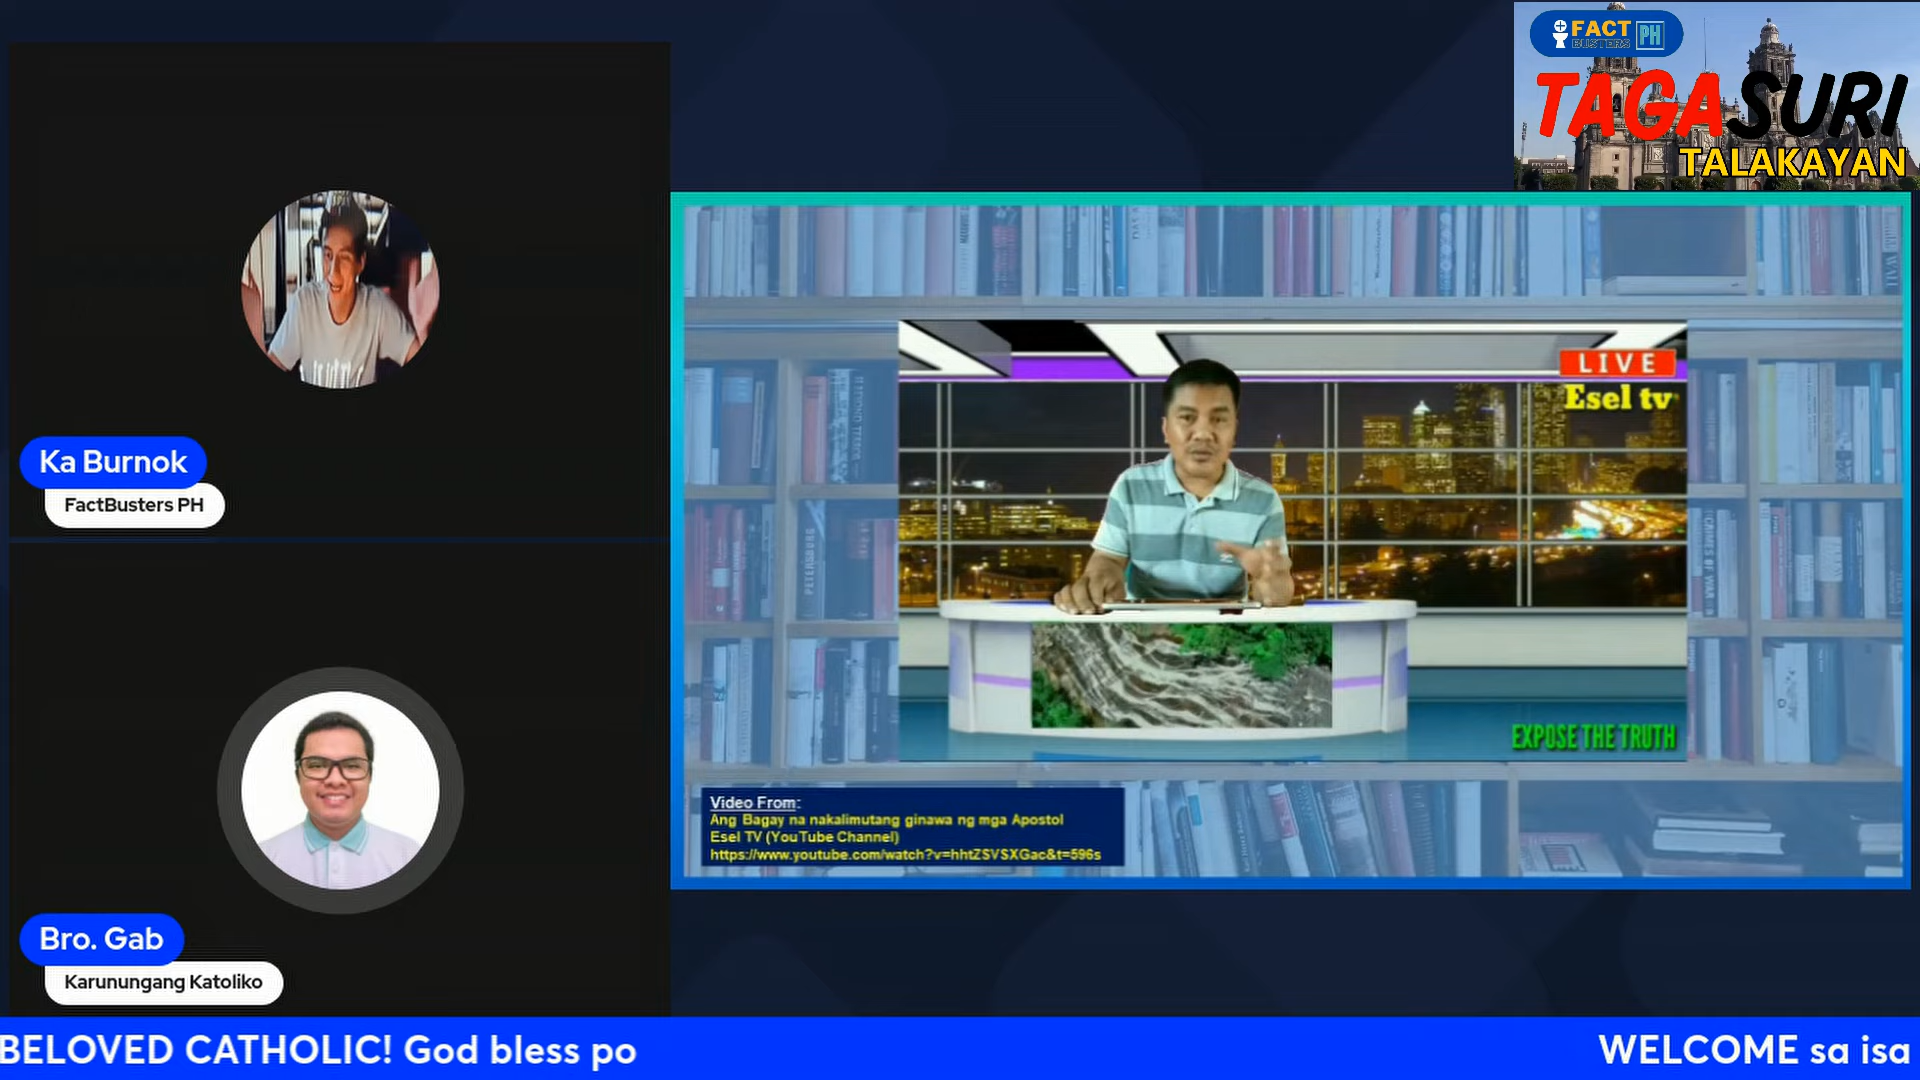 FACT
BUSTERS
PH
TAGASURI
TALAKAYAN
LIVE
Esel tv
EXPOSE THE TRUTH
Ka Burnok
FactBusters PH
Video From:
Ang Bagay na nakalimutang ginawa ng mga Apostol
Esel TV (YouTube Channel)
https://www.youtube.com/watch?v=hhtZSVSXGac&t=596s
Bro. Gab
Karunungang Katoliko
BELOVED CATHOLIC! God bless po
WELCOME sa isa